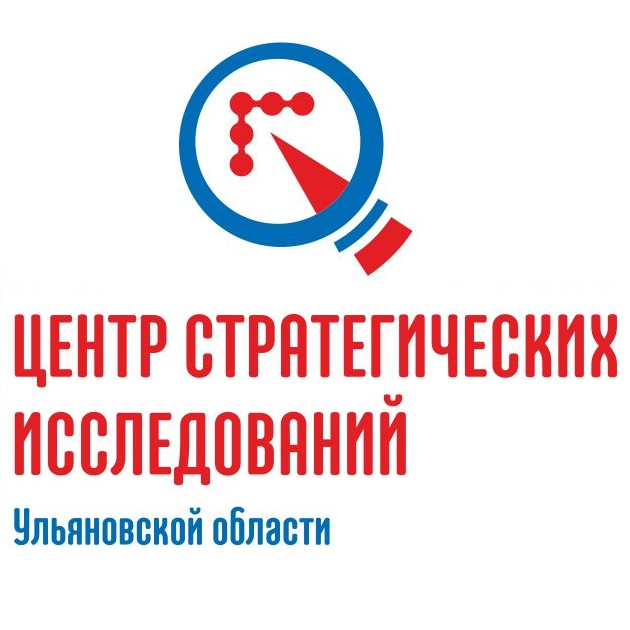 ЦЕНТР СТРАТЕГИЧЕСКИХ
ИССЛЕДОВАНИЙ
Ульяновской области